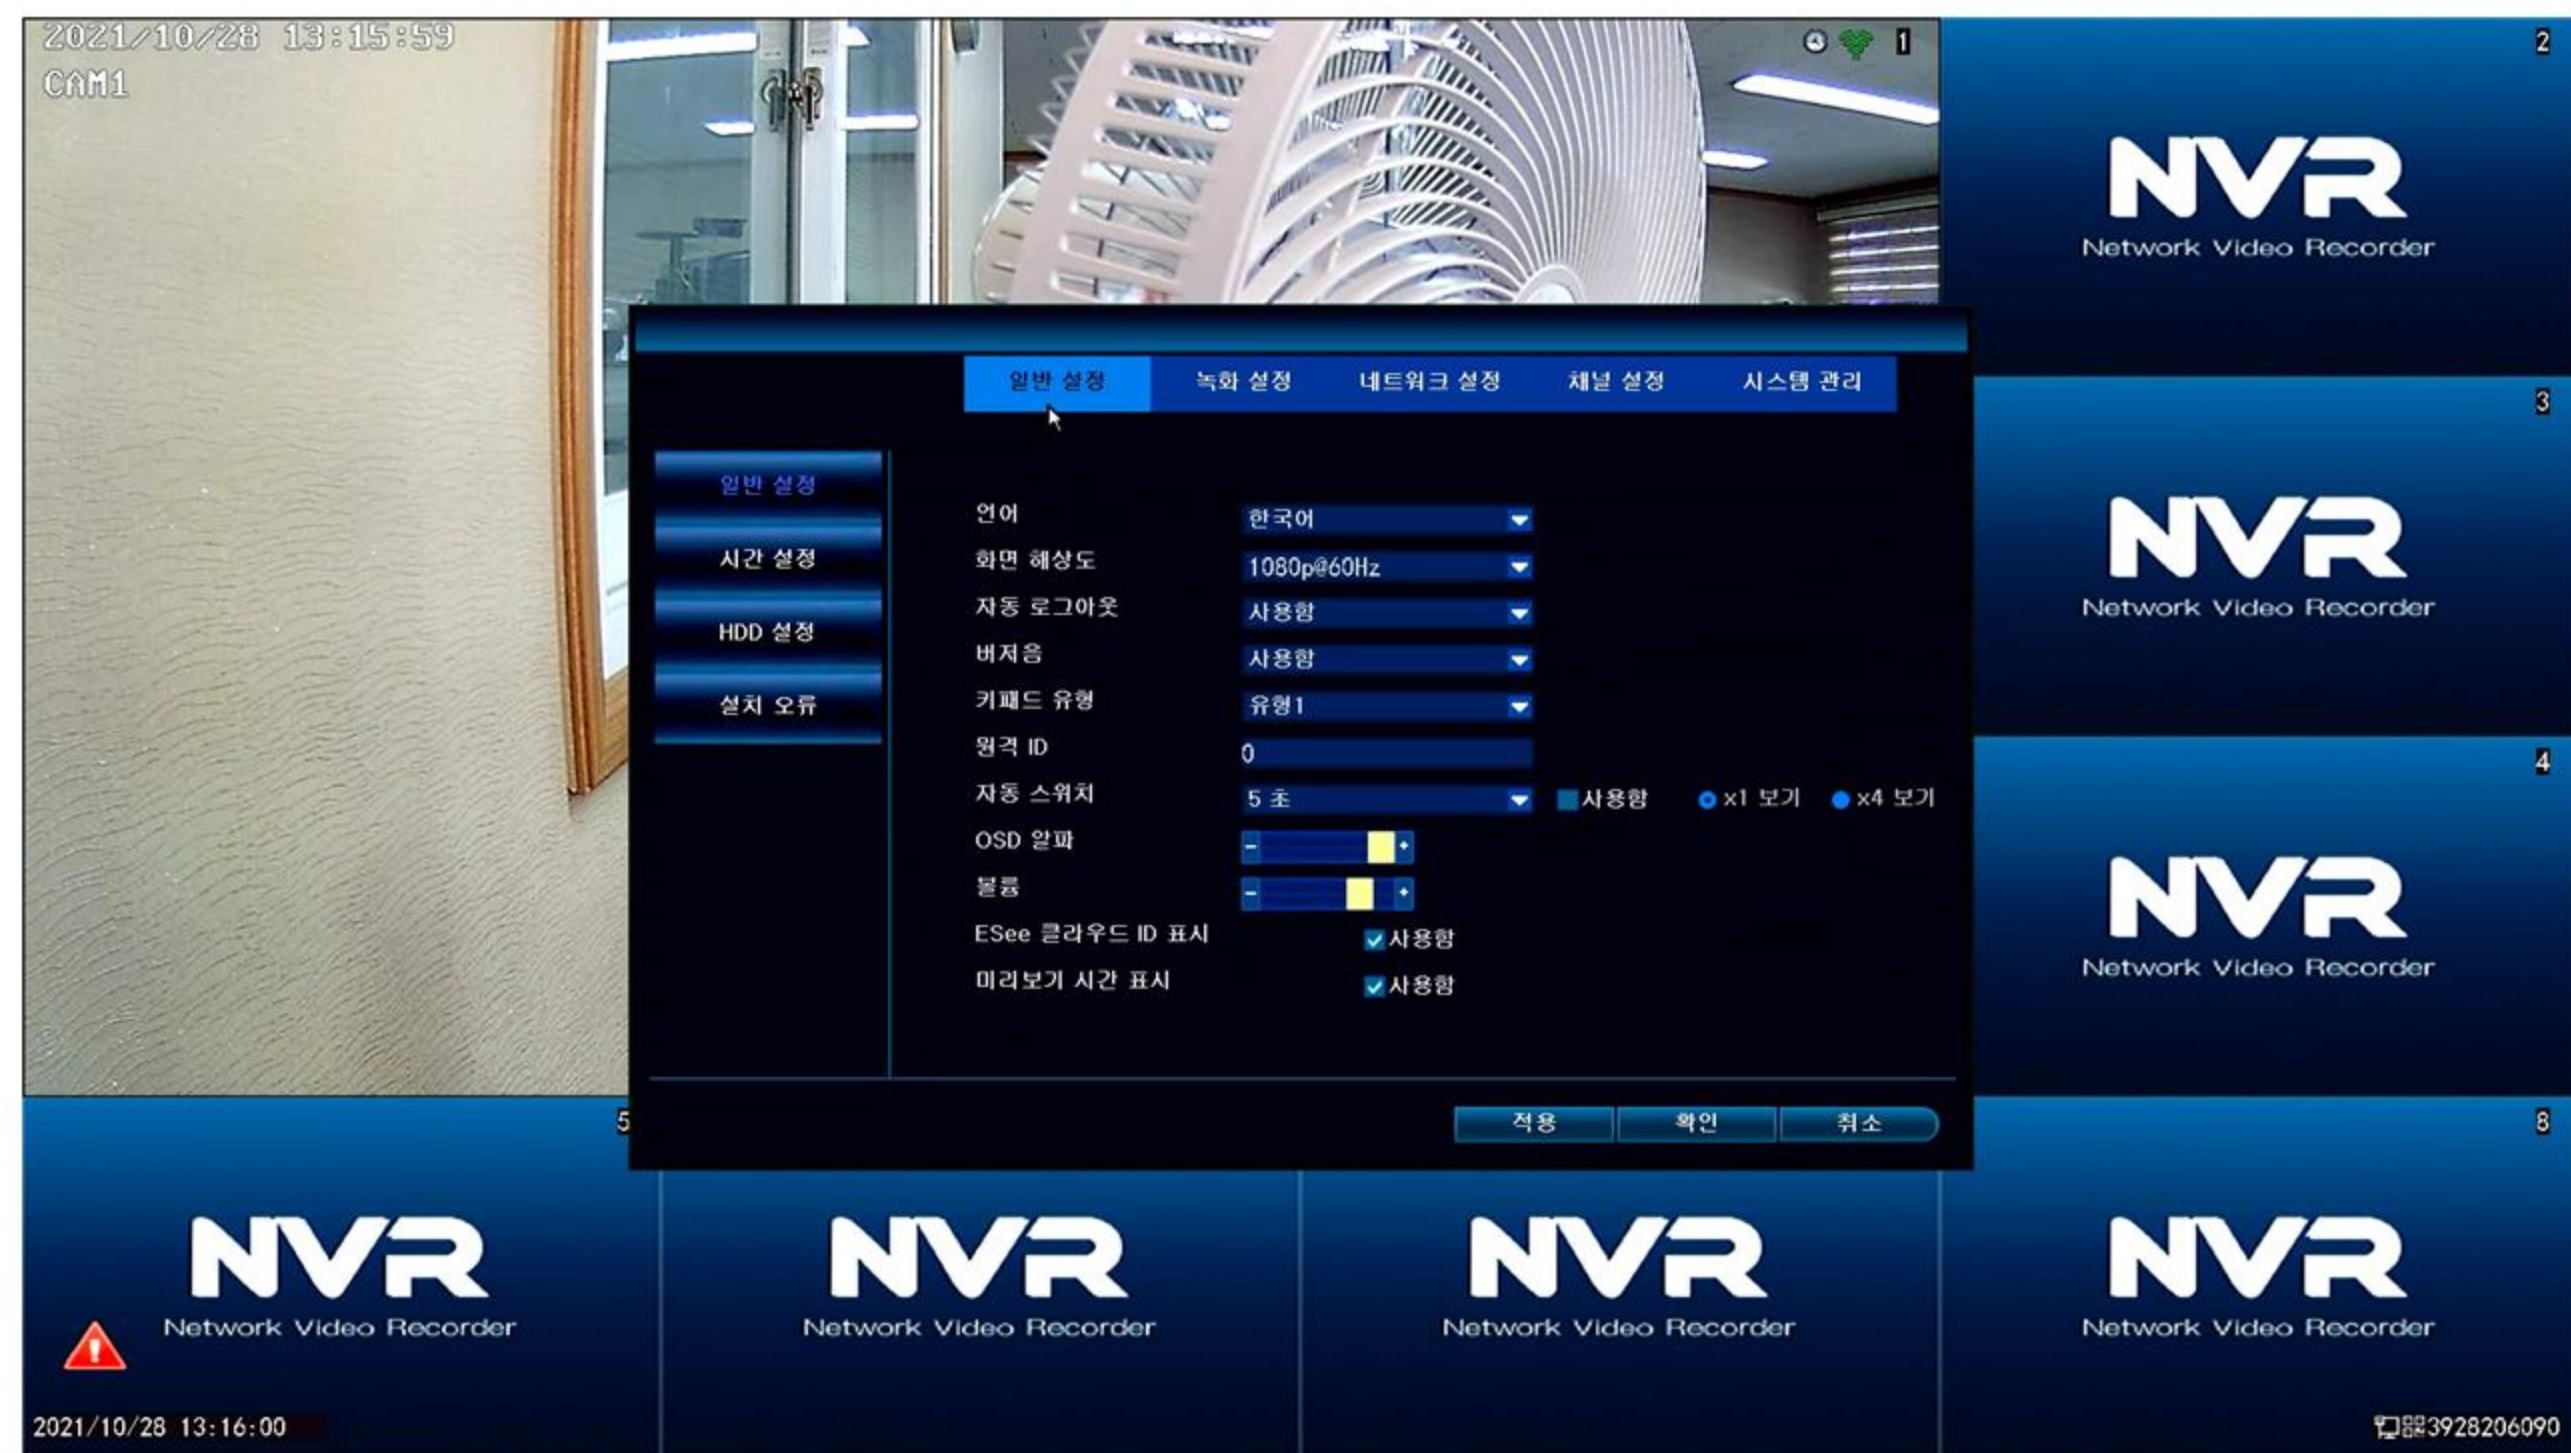 2021/10/28 13:15:59
CAM1
1
2
NVR
Network Video Recorder
3
NVR
Network Video Recorder
4
NVR
Network Video Recorder
일반 설정
녹화 설정
네트워크 설정
채널 설정
시스템 관리
일반 설정
시간 설정
HDD 설정
설치 오류
언어 한국어
화면 해상도 1080p@60Hz
자동 로그아웃 사용함
버저음 사용함
키패드 유형 유형1
원격 ID 0
자동 스위치 5 초 사용함 x1 보기 x4 보기
OSD 알파 - +
볼륨 - +
ESee 클라우드 ID 표시 사용함
미리보기 시간 표시 사용함
적용 확인 취소
5
NVR
Network Video Recorder
NVR
Network Video Recorder
NVR
Network Video Recorder
8
NVR
Network Video Recorder
2021/10/28 13:16:00
3928206090